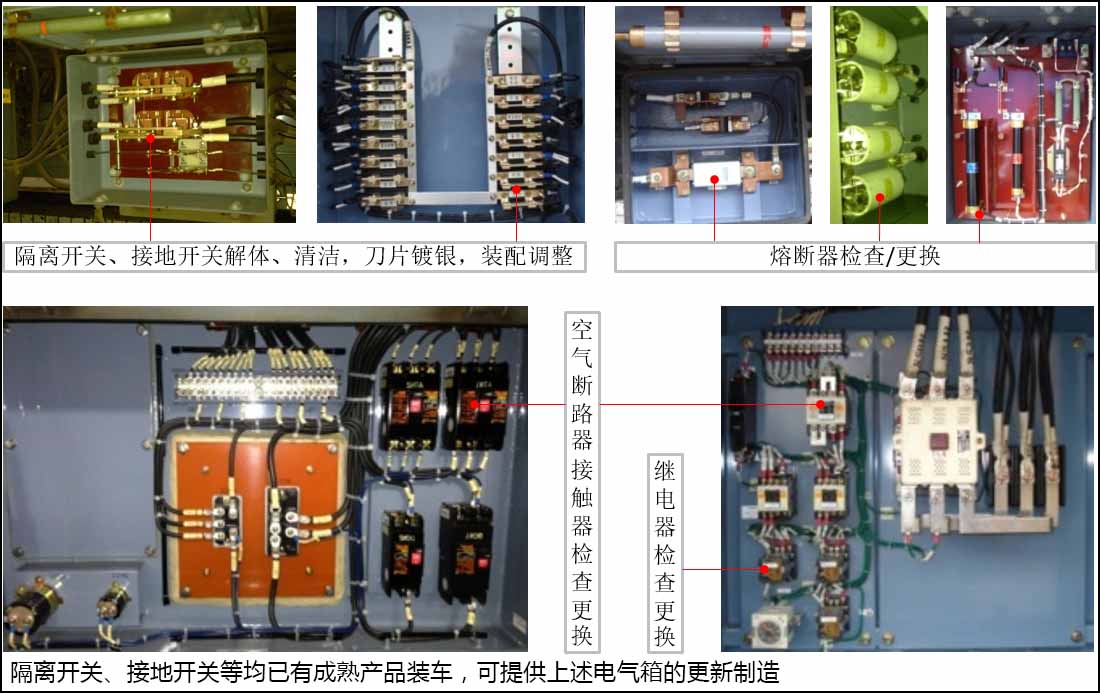 隔离开关、接地开关解体、清洁，刀片镀银，装配调整
熔断器检查/更换
空气断路器接触器检查更换
继电器检查更换
隔离开关、接地开关等均已有成熟产品装车，可提供上述电气箱的更新制造